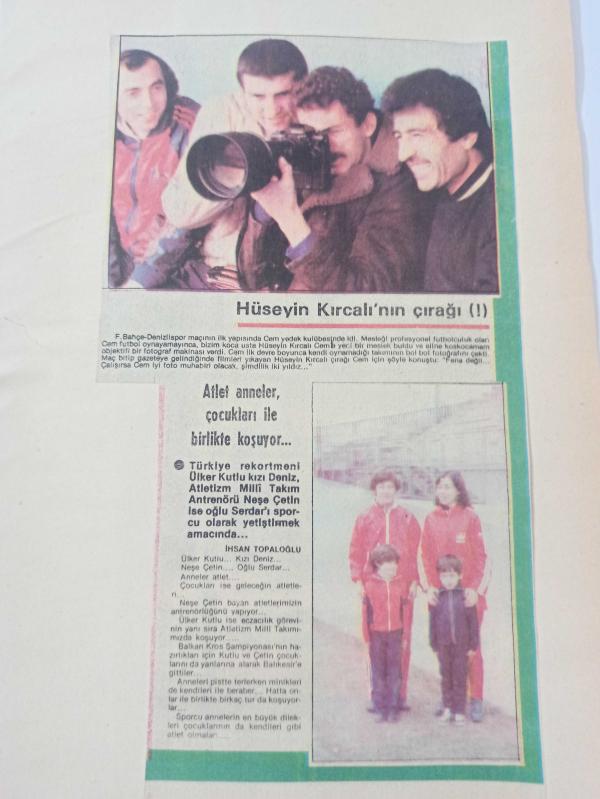 Hüseyin Kırcalı'nın çırağı (!)
F.Bahçe-Denizlispor maçının ilk yapısında Cem yedek kulübesinde idi. Mesleği profesyonel futbolculuk olan
Cem futbol oynayamayınca, bizim koca usta Hüseyin Kırcalı Cem'e yeni bir meslek buldu ve eline koskocamam
objektifli bir fotoğraf makinası verdi. Cem ilk devre boyunca kendi oynamadığı takımının bol bol fotoğrafını çekti.
Maç bitip gazeteye gelindiğinde filmleri yıkayan Hüseyin Kırcalı çırağı Cem için şöyle konuştu: "Fena değil...
Çalışırsa Cem iyi foto muhabiri olacak, şimdilik iki yıldız..."
Atlet anneler,
çocukları ile
birlikte koşuyor...
Türkiye rekortmeni
Ülker Kutlu kızı Deniz,
Atletizm Milli Takım
Antrenörü Neşe Çetin
ise oğlu Serdar'ı spor-
cu olarak yetiştirmek
amacında...
İHSAN TOPALOĞLU
Ülker Kutlu... Kızı Deniz...
Neşe Çetin.... Oğlu Serdar...
Anneler atlet....
Çocukları ise geleceğin atletle-
ri...
Neşe Çetin bayan atletlerimizin
antrenörlüğünü yapıyor...
Ülker Kutlu ise eczacılık görevi-
nin yanı sıra Atletizm Milli Takımı-
mızda koşuyor.....
Balkan Kros Şampiyonası'nın ha-
zırlıkları için Kutlu ve Çetin çocuk-
larını da yanlarına alarak Balıkesir'e
gittiler...
Anneleri pistte terlerken minikleri
de kendileri ile beraber... Hatta on-
lar ile birlikte birkaç tur da koşuyor-
lar...
Sporcu annelerin en büyük dilek-
leri çocuklarının da kendileri gibi
atlet olmaları.....